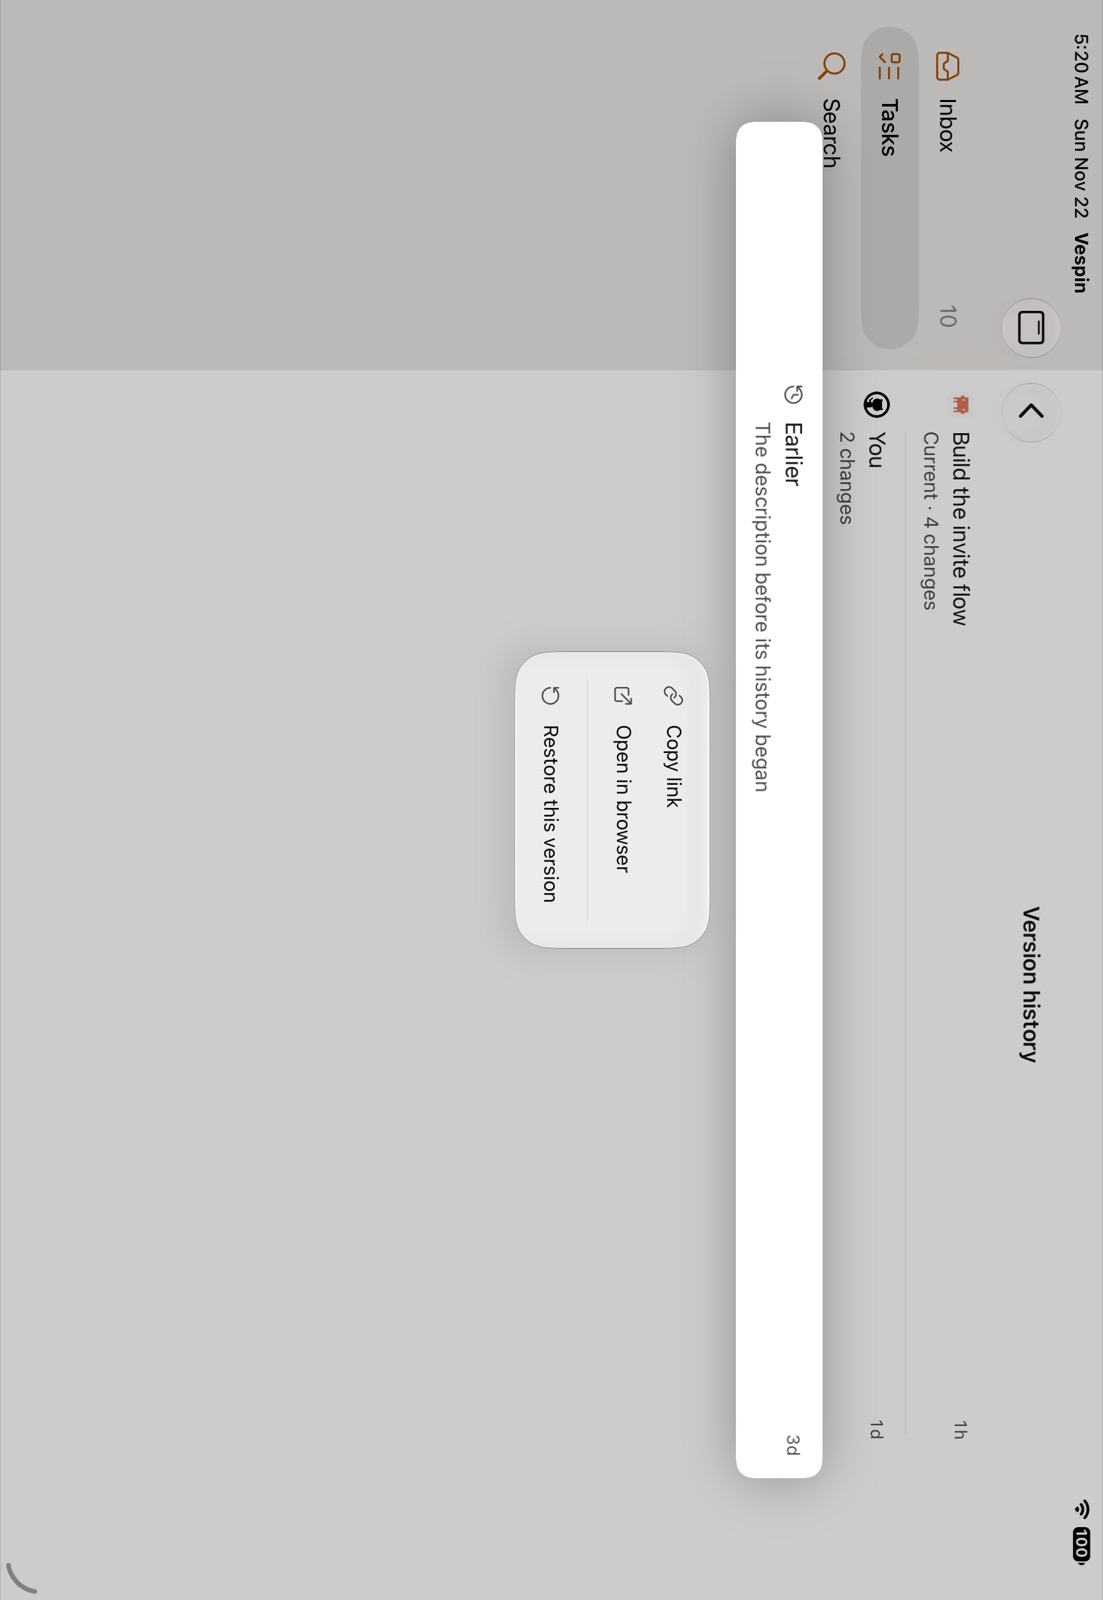 5:20 AM Sun Nov 22 Vespin
100
Version history
Inbox 10
Tasks
Search
Build the invite flow 1h
Current · 4 changes
You 1d
2 changes
Earlier 3d
The description before its history began
Copy link
Open in browser
Restore this version